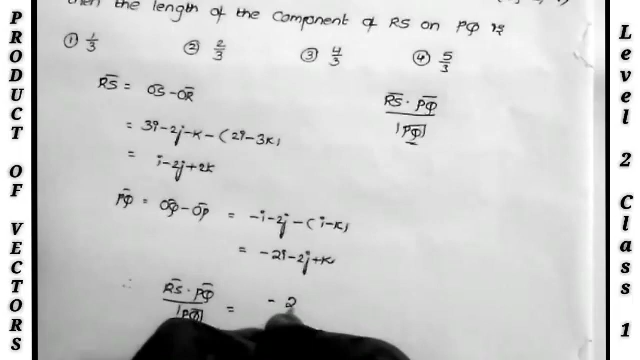 PRODUCT OF VECTORS
then the length of the component of RS on PQ is
① 1/3 ② 2/3 ③ 4/3 ④ 5/3
RS = OS - OR
= 3i - 2j - k - (2i - 3k)
= i - 2j + 2k
RS . PQ / |PQ|
PQ = OQ - OP = -i - 2j - (i - k)
= -2i - 2j + k
∴ RS . PQ / |PQ| = - 2
Level 2 Class 1